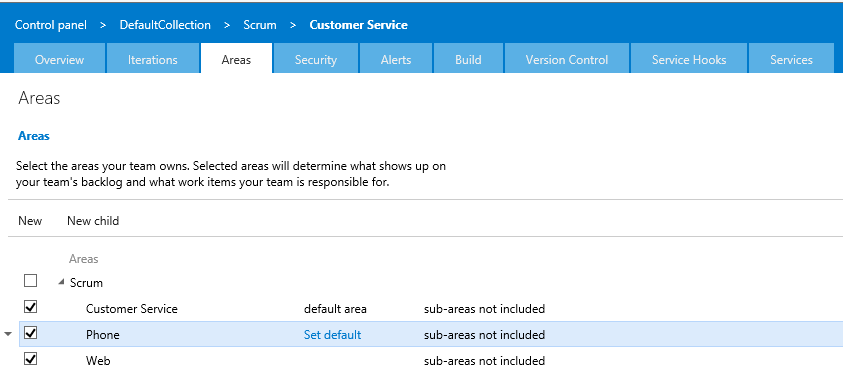 Control panel > DefaultCollection > Scrum > Customer Service
Overview Iterations Areas Security Alerts Build Version Control Service Hooks Services
Areas
Areas
Select the areas your team owns. Selected areas will determine what shows up on
your team's backlog and what work items your team is responsible for.
New New child
Areas
Scrum
Customer Service default area sub-areas not included
Phone Set default sub-areas not included
Web sub-areas not included